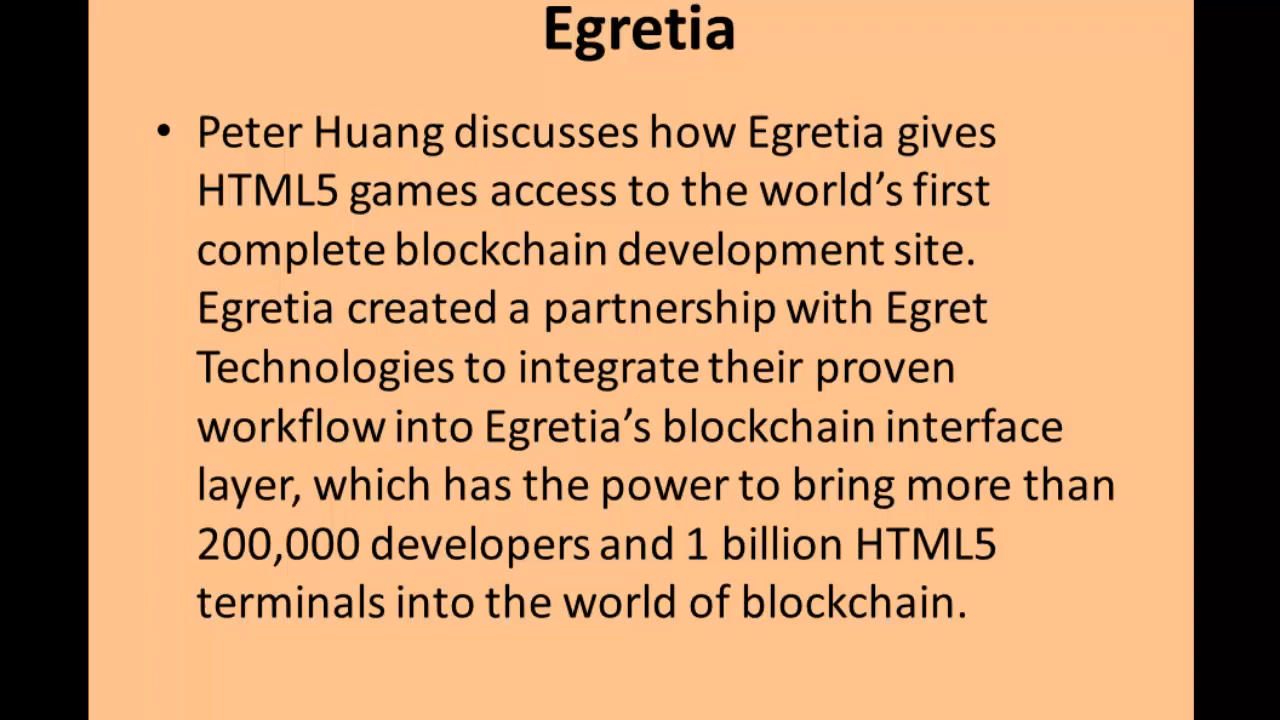 Egretia
• Peter Huang discusses how Egretia gives
HTML5 games access to the world’s first
complete blockchain development site.
Egretia created a partnership with Egret
Technologies to integrate their proven
workflow into Egretia’s blockchain interface
layer, which has the power to bring more than
200,000 developers and 1 billion HTML5
terminals into the world of blockchain.